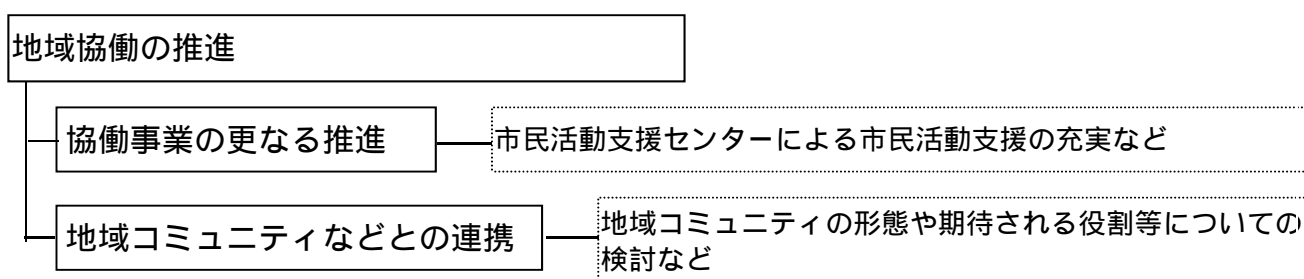 地域協働の推進
協働事業の更なる推進
市民活動支援センターによる市民活動支援の充実など
地域コミュニティなどとの連携
地域コミュニティの形態や期待される役割等についての
検討など